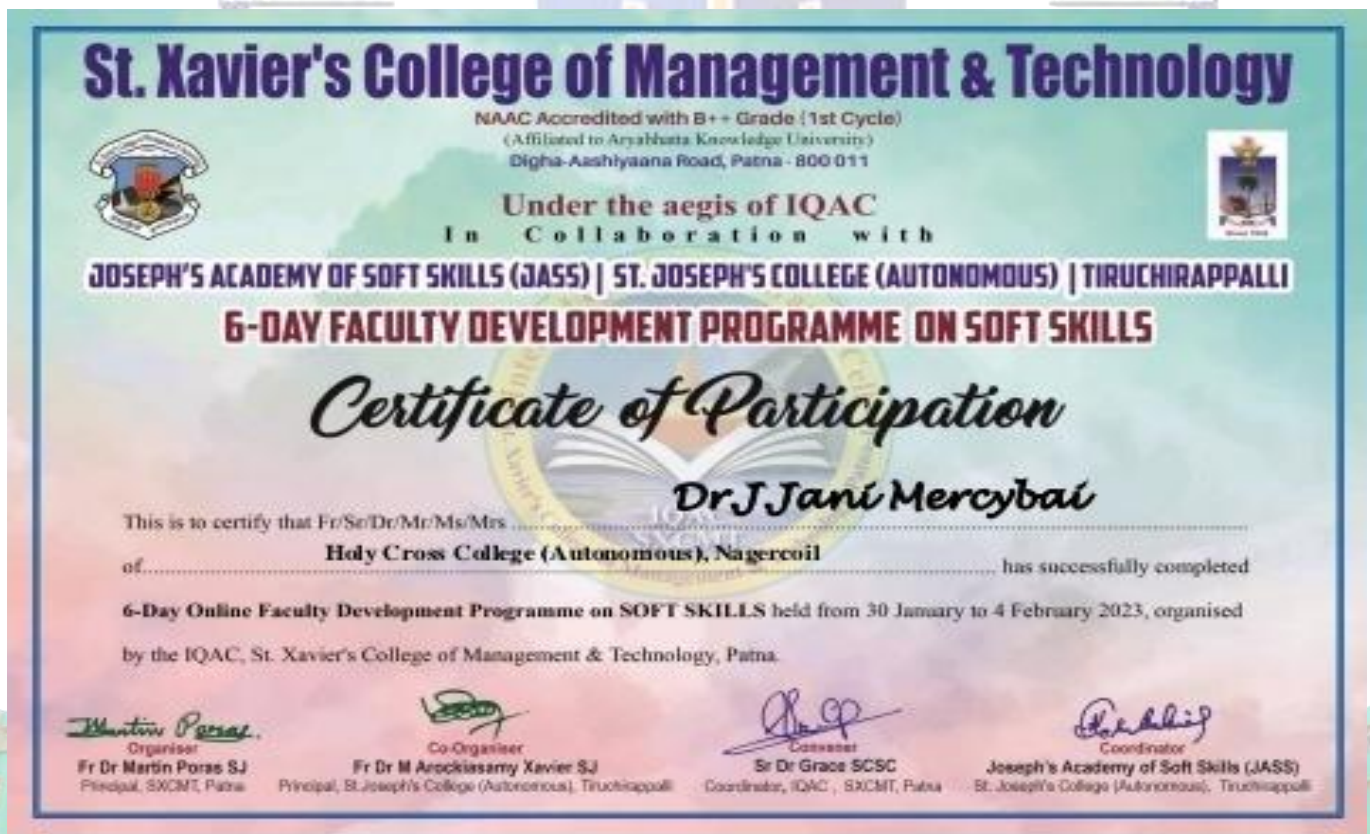 St. Xavier's College of Management & Technology
NAAC Accredited with B++ Grade (1st Cycle)
(Affiliated to Aryabhatta Knowledge University)
Digha-Aashiyaana Road, Patna - 800 011
Under the aegis of IQAC
In Collaboration with
JOSEPH'S ACADEMY OF SOFT SKILLS (JASS) | ST. JOSEPH'S COLLEGE (AUTONOMOUS) | TIRUCHIRAPPALLI
6-DAY FACULTY DEVELOPMENT PROGRAMME ON SOFT SKILLS
Certificate of Participation
This is to certify that Fr/Sr/Dr/Mr/Ms/Mrs Dr.J.Jani Mercybai
of Holy Cross College (Autonomous), Nagercoil has successfully completed
6-Day Online Faculty Development Programme on SOFT SKILLS held from 30 January to 4 February 2023, organised
by the IQAC, St. Xavier's College of Management & Technology, Patna.
IQAC
SXCMT
Martin Poras.
Organiser
Fr Dr Martin Poras SJ
Principal, SXCMT, Patna
Co-Organiser
Fr Dr M Arockiasamy Xavier SJ
Principal, St.Joseph's College (Autonomous), Tiruchirappalli
Convener
Sr Dr Grace SCSC
Coordinator, IQAC , SXCMT, Patna
Coordinator
Joseph's Academy of Soft Skills (JASS)
St. Joseph's College (Autonomous), Tiruchirappalli